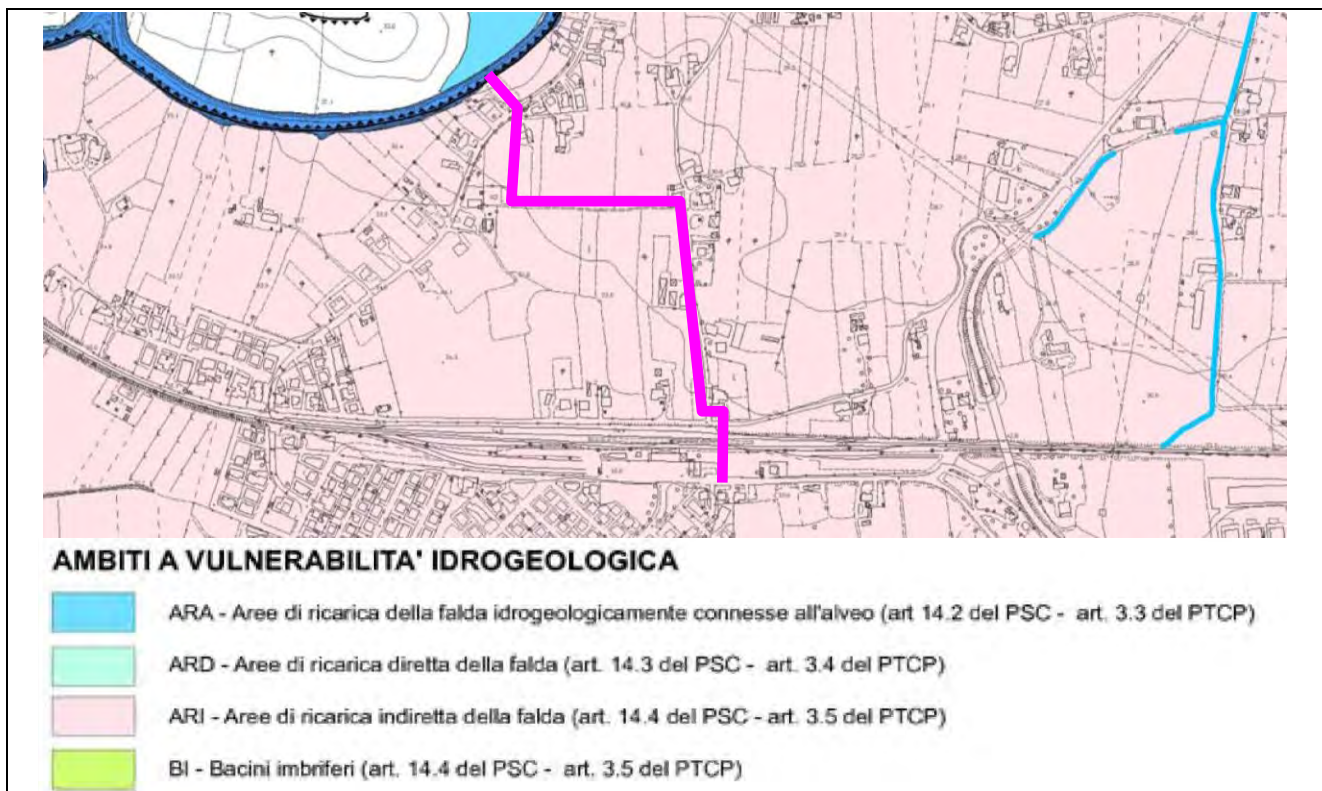 AMBITI A VULNERABILITA' IDROGEOLOGICA
ARA - Aree di ricarica della falda idrogeologicamente connesse all'alveo (art 14.2 del PSC - art. 3.3 del PTCP)
ARD - Aree di ricarica diretta della falda (art. 14.3 del PSC - art. 3.4 del PTCP)
ARI - Aree di ricarica indiretta della falda (art. 14.4 del PSC - art. 3.5 del PTCP)
BI - Bacini imbriferi (art. 14.4 del PSC - art. 3.5 del PTCP)